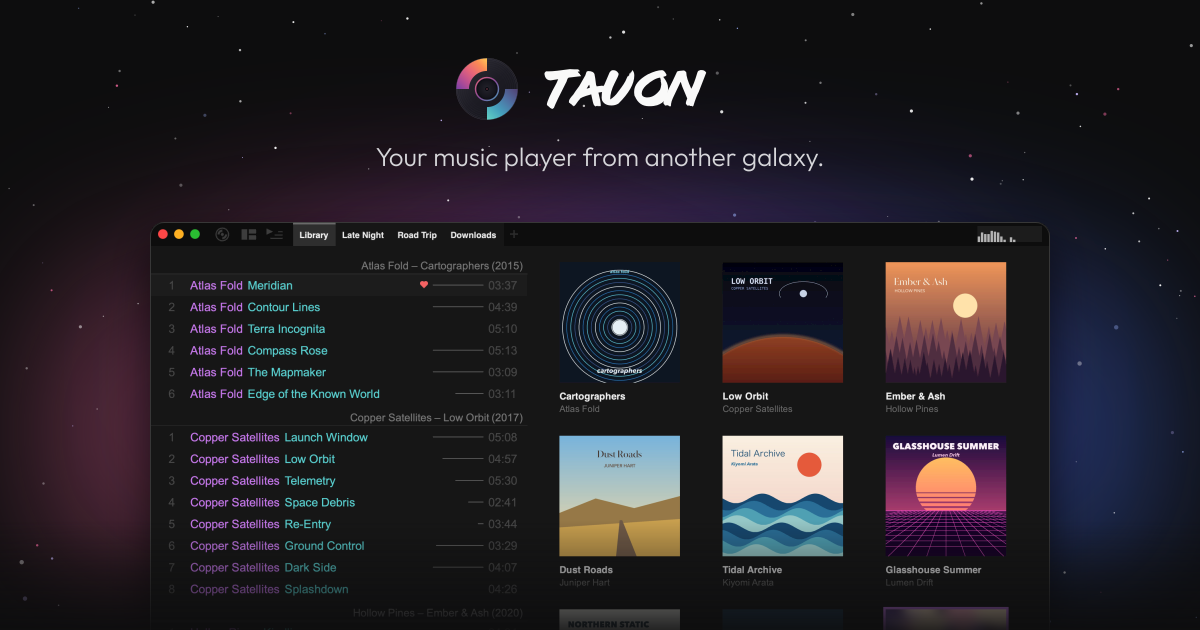 TAUON
Your music player from another galaxy.
Library Late Night Road Trip Downloads +
Atlas Fold – Cartographers (2015)
1 Atlas Fold Meridian 03:37
2 Atlas Fold Contour Lines 04:39
3 Atlas Fold Terra Incognita 05:10
4 Atlas Fold Compass Rose 05:13
5 Atlas Fold The Mapmaker 03:09
6 Atlas Fold Edge of the Known World 03:11
Copper Satellites – Low Orbit (2017)
1 Copper Satellites Launch Window 05:08
2 Copper Satellites Low Orbit 04:57
3 Copper Satellites Telemetry 05:30
4 Copper Satellites Space Debris 02:41
5 Copper Satellites Re-Entry 03:44
6 Copper Satellites Ground Control 03:29
7 Copper Satellites Dark Side 04:07
8 Copper Satellites Splashdown 04:26
Hollow Pines – Ember & Ash (2020)
ATLAS FOLD
cartographers
Cartographers
Atlas Fold
LOW ORBIT
COPPER SATELLITES
Low Orbit
Copper Satellites
Ember & Ash
HOLLOW PINES
Ember & Ash
Hollow Pines
Dust Roads
JUNIPER HART
Dust Roads
Juniper Hart
Tidal Archive
Kiyomi Arata
Tidal Archive
Kiyomi Arata
GLASSHOUSE SUMMER
Lumen Drift
Glasshouse Summer
Lumen Drift
NORTHERN STATIC